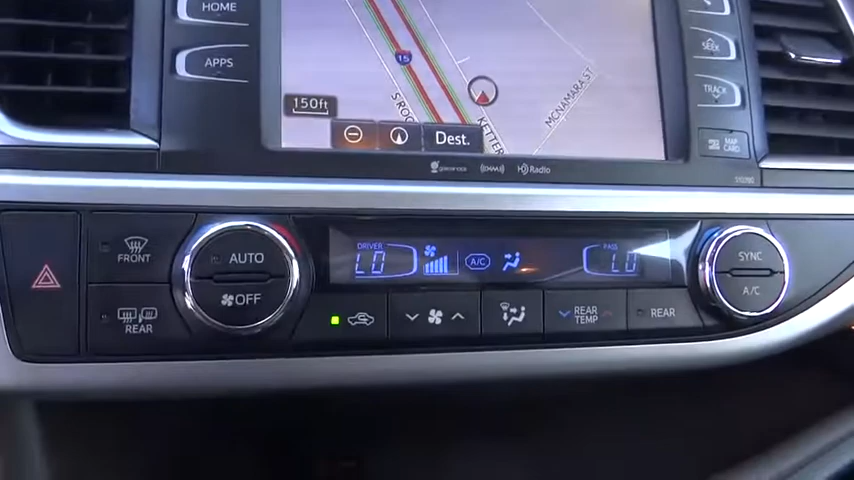 HOME
APPS
SEEK
TRACK
MAP
CARD
15
150ft
Dest.
MCNAMARA ST
KETTER
gracenote
HD Radio
FRONT
REAR
AUTO
OFF
DRIVER
LO
A/C
PASS
LO
SYNC
A/C
REAR
TEMP
REAR